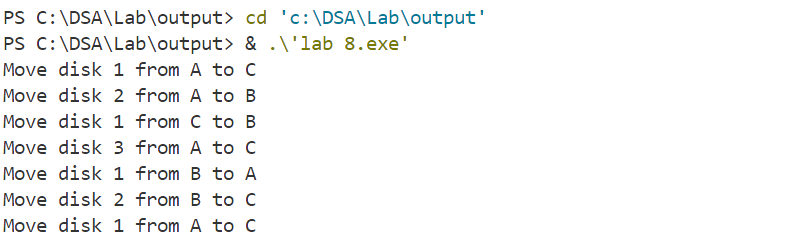 PS C:\DSA\Lab\output> cd 'c:\DSA\Lab\output'
PS C:\DSA\Lab\output> & .\'lab 8.exe'
Move disk 1 from A to C
Move disk 2 from A to B
Move disk 1 from C to B
Move disk 3 from A to C
Move disk 1 from B to A
Move disk 2 from B to C
Move disk 1 from A to C